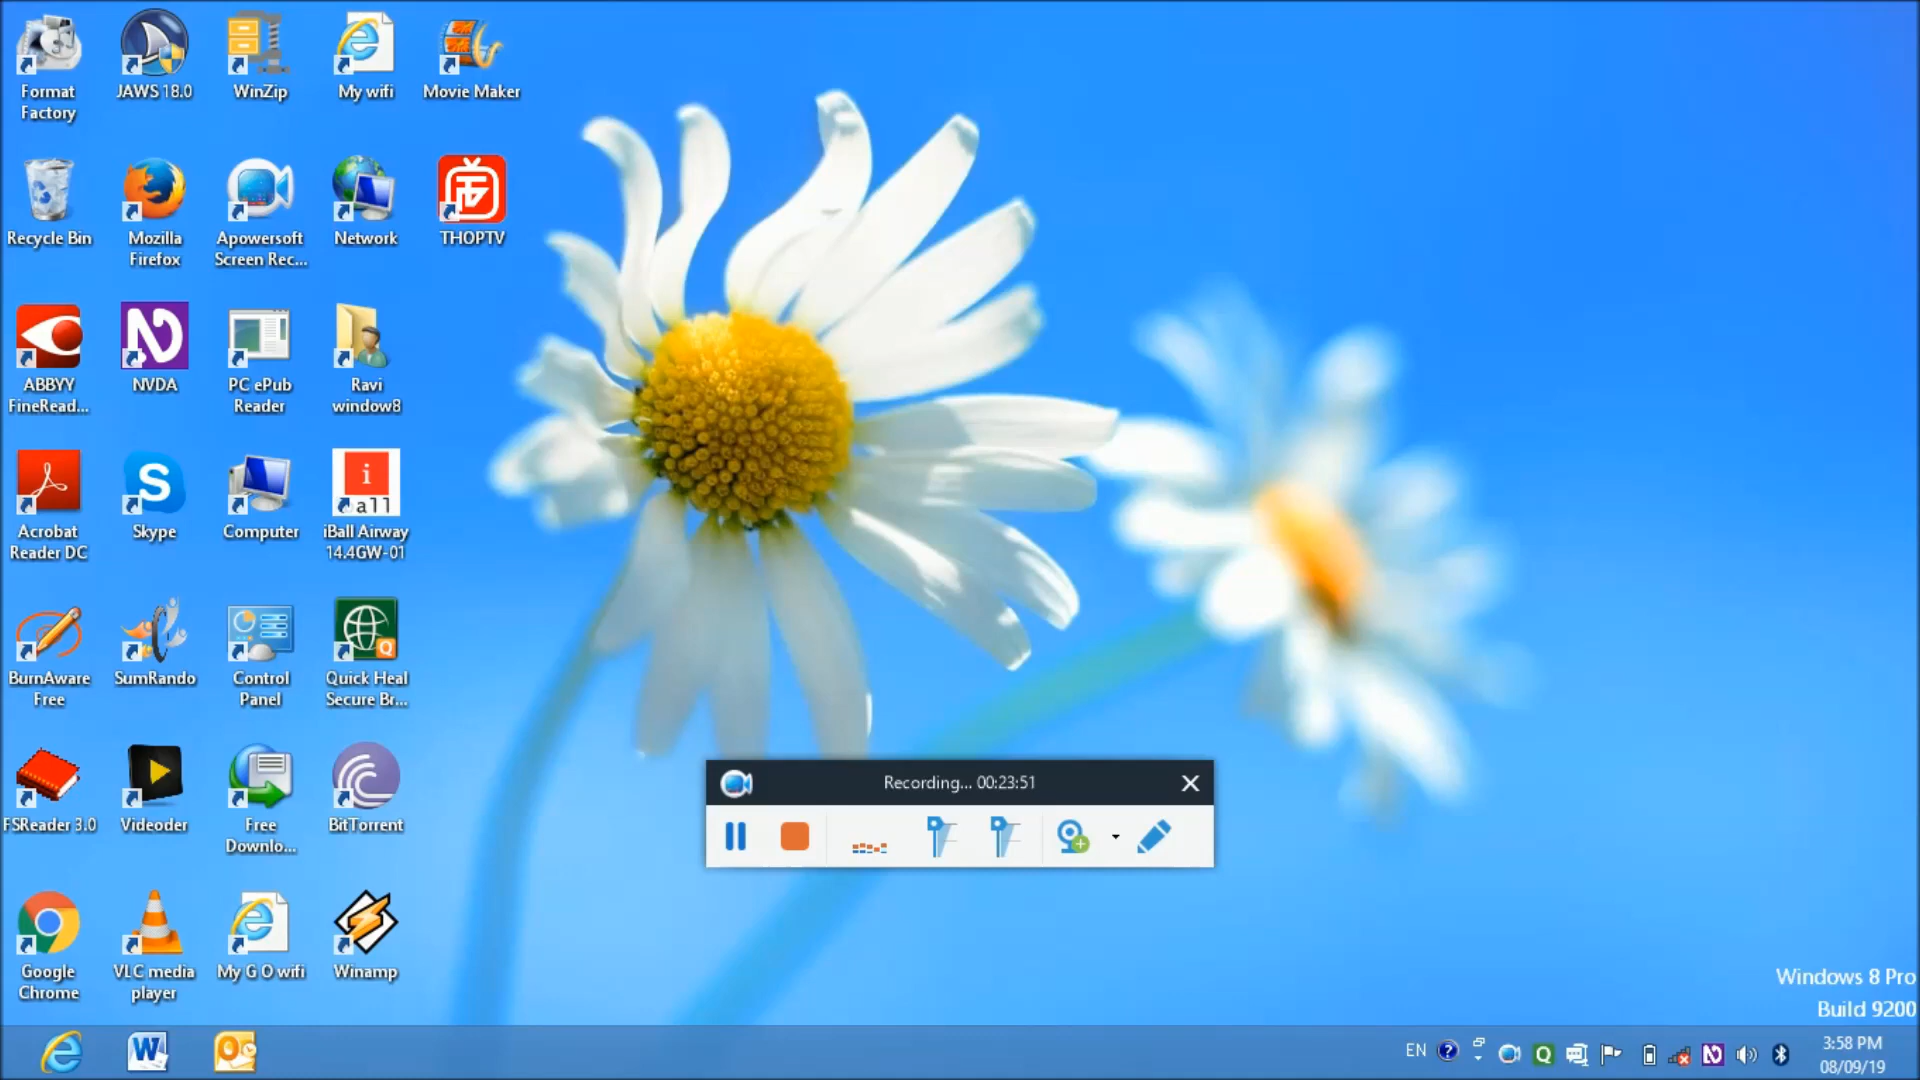 Format
Factory
JAWS 18.0
WinZip
My wifi
Movie Maker
Recycle Bin
Mozilla
Firefox
Apowersoft
Screen Rec...
Network
THOPTV
ABBYY
FineRead...
NVDA
PC ePub
Reader
Ravi
window8
Acrobat
Reader DC
Skype
Computer
i
all
iBall Airway
14.4GW-01
BurnAware
Free
SumRando
Control
Panel
Quick Heal
Secure Br...
FSReader 3.0
Videoder
Free
Downlo...
BitTorrent
Recording... 00:23:51
Google
Chrome
VLC media
player
My G O wifi
Winamp
Windows 8 Pro
Build 9200
EN
3:58 PM
08/09/19